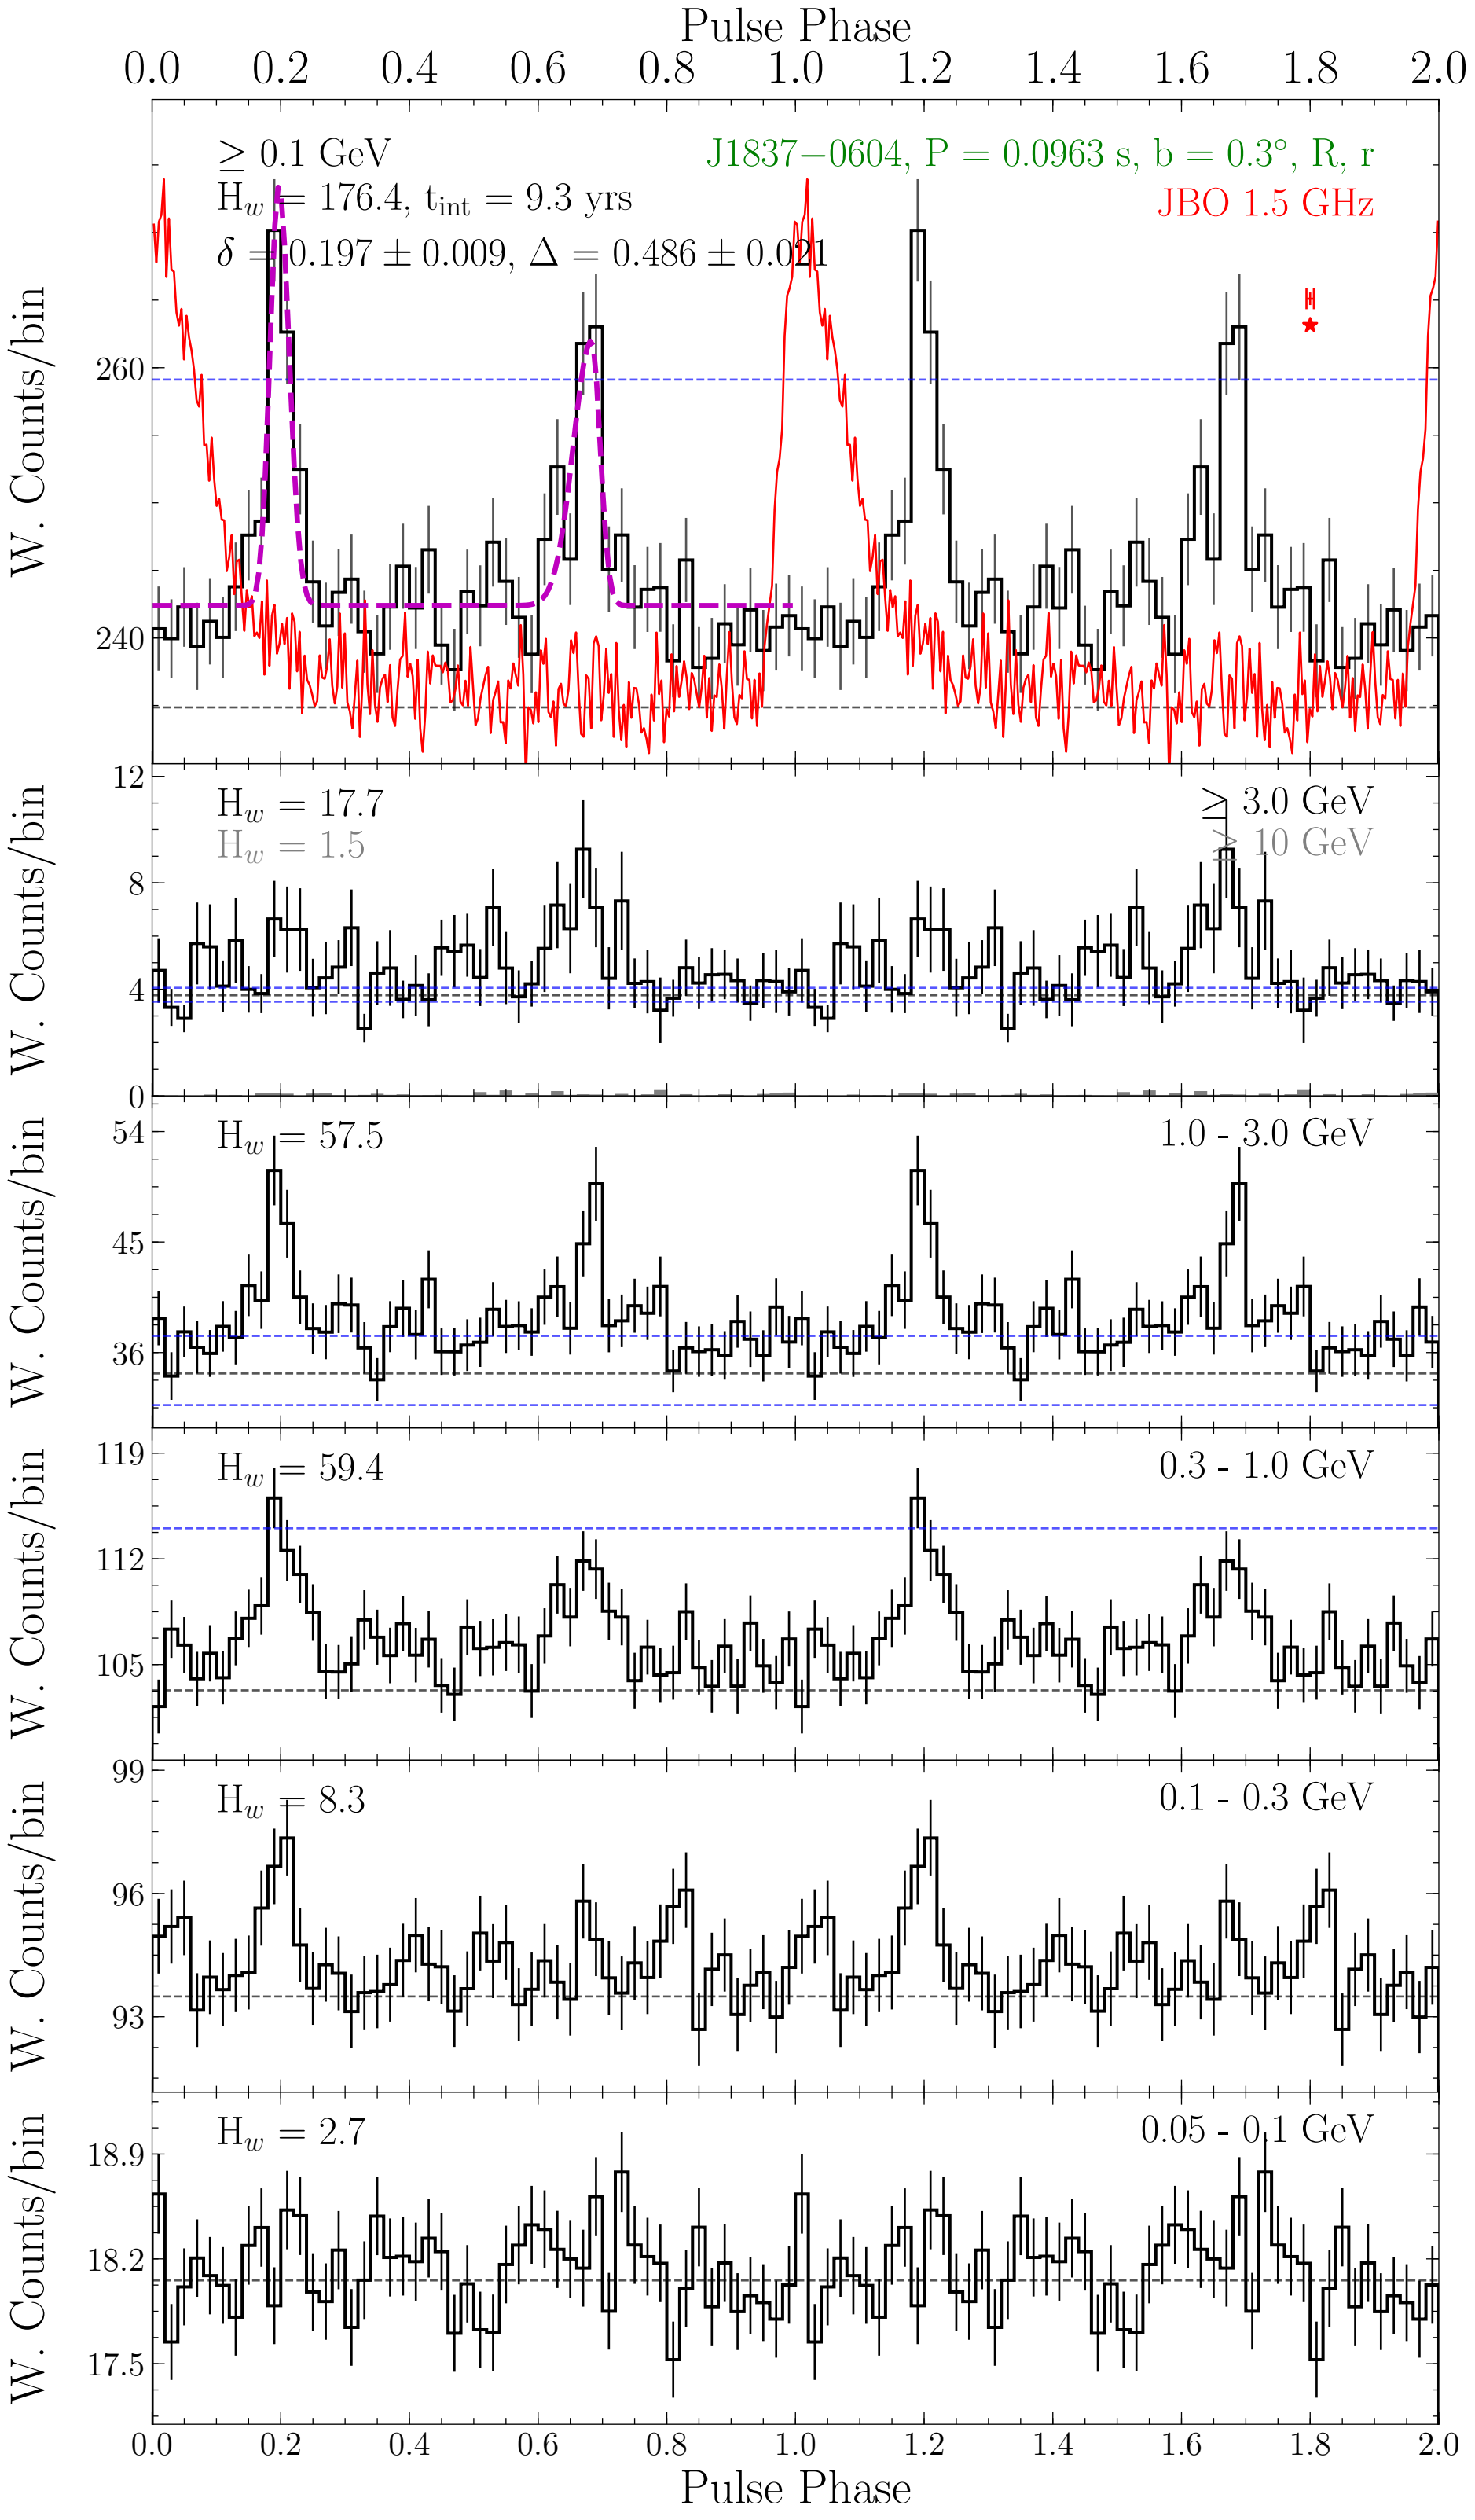 Pulse Phase
0.0 0.2 0.4 0.6 0.8 1.0 1.2 1.4 1.6 1.8 2.0
≥ 0.1 GeV
J1837−0604, P = 0.0963 s, b = 0.3°, R, r
H_w = 176.4, t_int = 9.3 yrs
JBO 1.5 GHz
δ = 0.197 ± 0.009, Δ = 0.486 ± 0.021
W. Counts/bin
260
240
H_w = 17.7
≥ 3.0 GeV
H_w = 1.5
≥ 10 GeV
W. Counts/bin
12
8
4
0
H_w = 57.5
1.0 - 3.0 GeV
W. Counts/bin
54
45
36
H_w = 59.4
0.3 - 1.0 GeV
W. Counts/bin
119
112
105
H_w = 8.3
0.1 - 0.3 GeV
W. Counts/bin
99
96
93
H_w = 2.7
0.05 - 0.1 GeV
W. Counts/bin
18.9
18.2
17.5
0.0 0.2 0.4 0.6 0.8 1.0 1.2 1.4 1.6 1.8 2.0
Pulse Phase